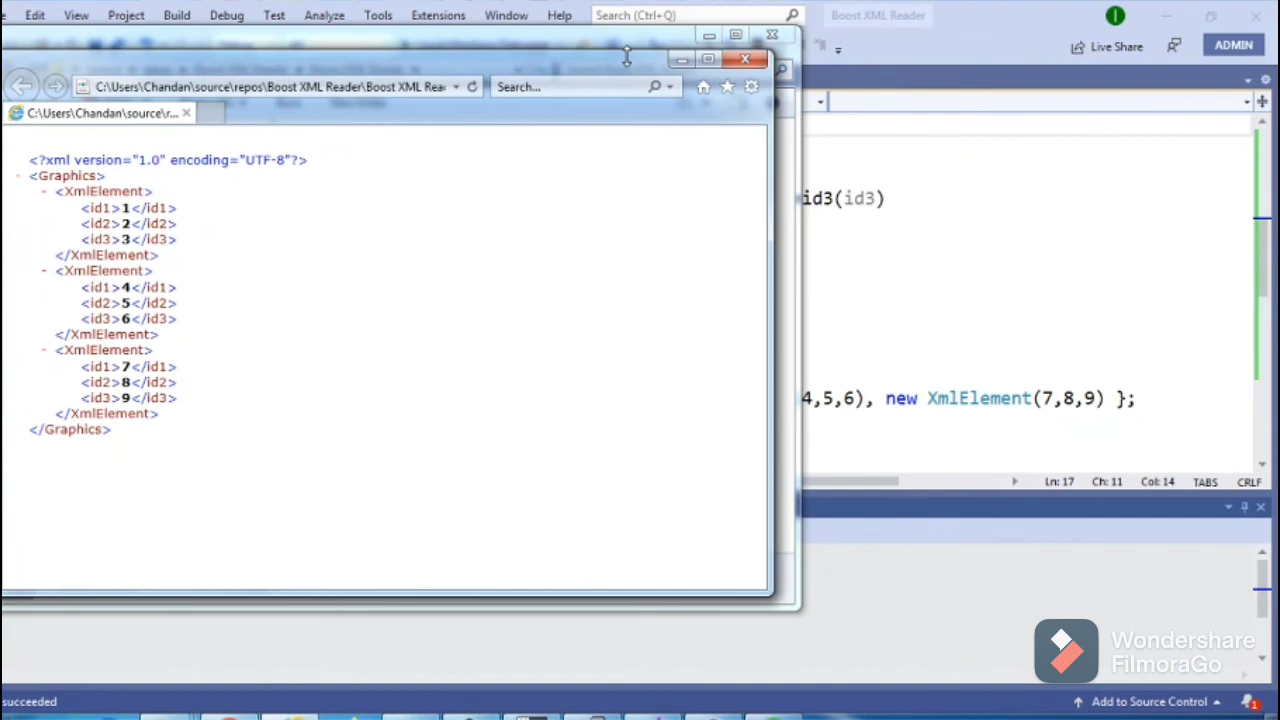 Edit View Project Build Debug Test Analyze Tools Extensions Window Help Search (Ctrl+Q) Boost XML Reader
Live Share ADMIN
C:\Users\Chandan\source\repos\Boost XML Reader\Boost XML Rea Search...
C:\Users\Chandan\source\r...
<?xml version="1.0" encoding="UTF-8"?>
- <Graphics>
- <XmlElement>
<id1>1</id1>
<id2>2</id2>
<id3>3</id3>
</XmlElement>
- <XmlElement>
<id1>4</id1>
<id2>5</id2>
<id3>6</id3>
</XmlElement>
- <XmlElement>
<id1>7</id1>
<id2>8</id2>
<id3>9</id3>
</XmlElement>
</Graphics>
id3(id3)
4,5,6), new XmlElement(7,8,9) };
Ln: 17 Ch: 11 Col: 14 TABS CRLF
Wondershare
FilmoraGo
succeeded
Add to Source Control
1